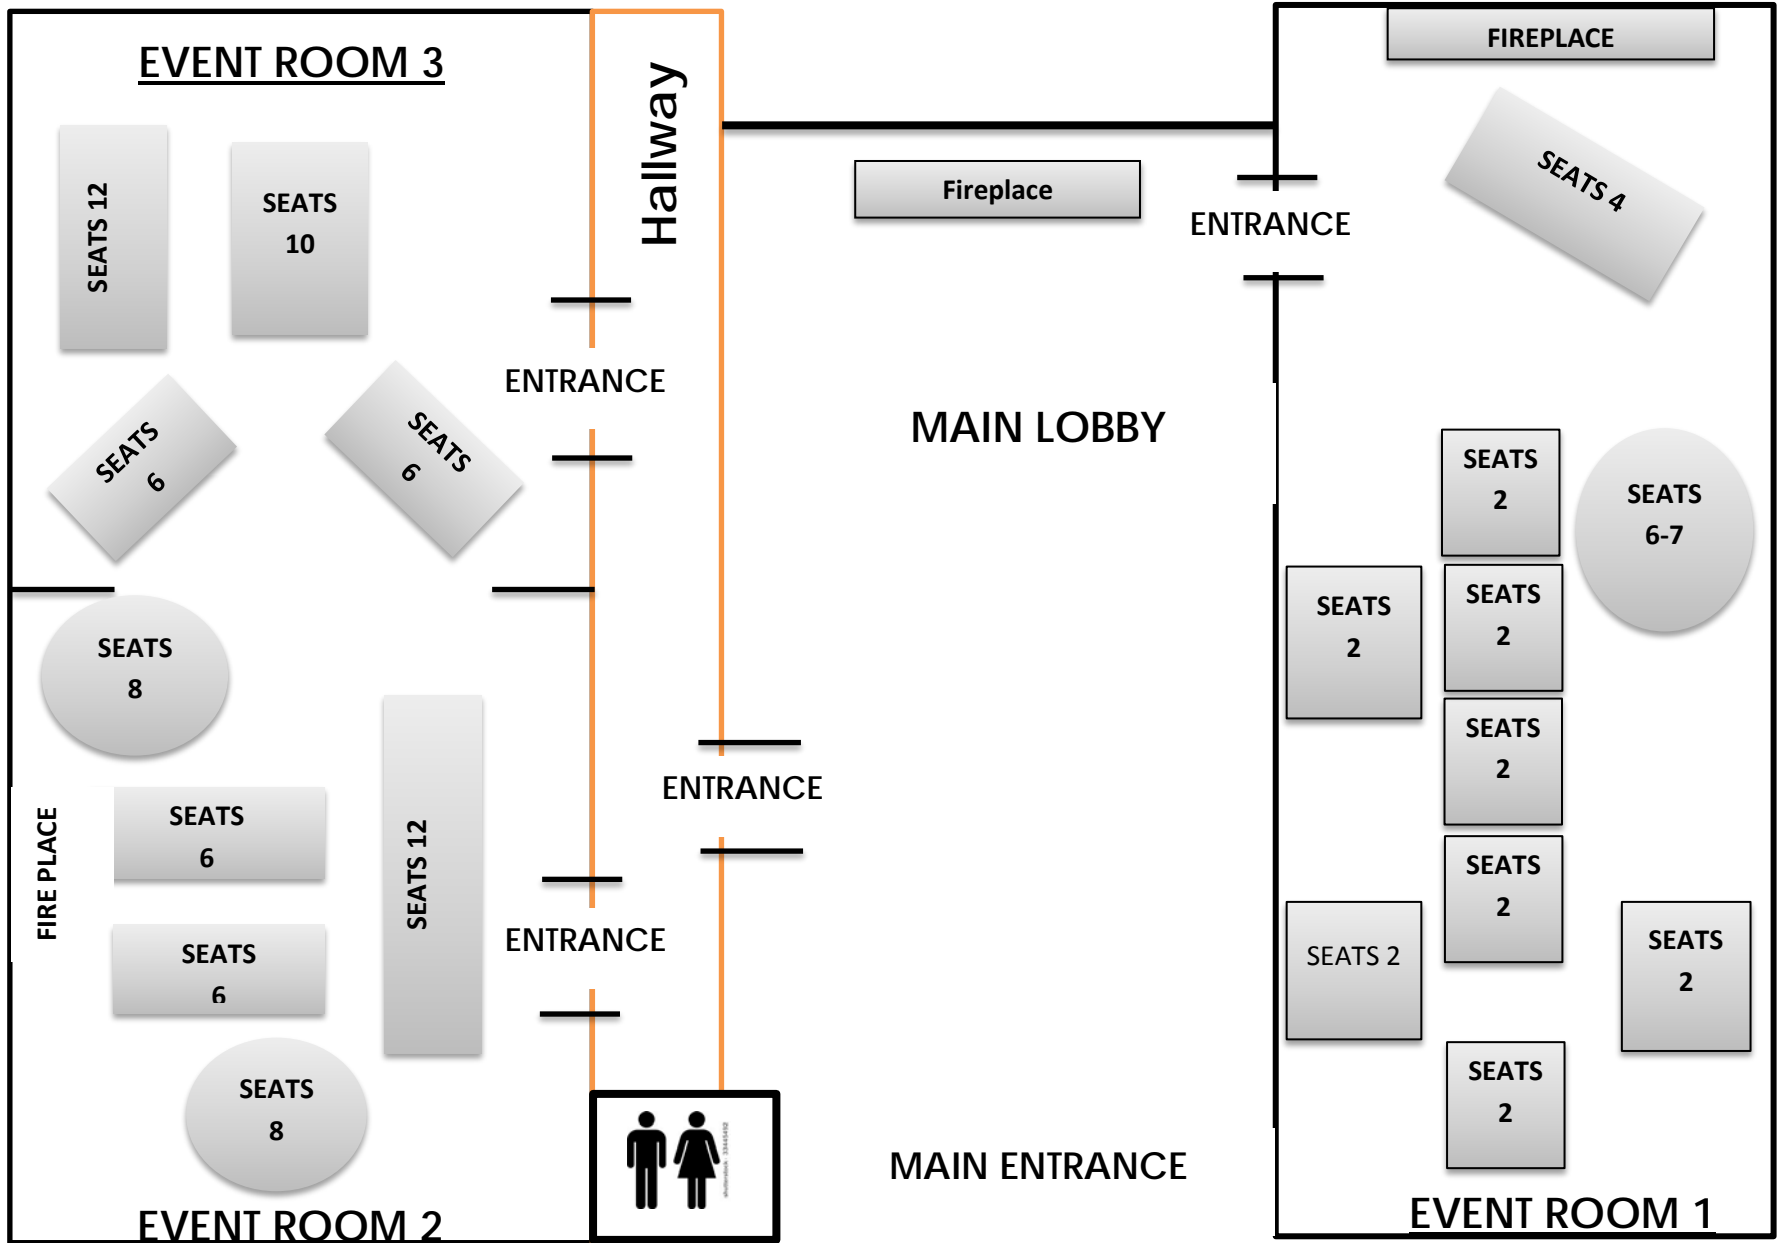 EVENT ROOM 3
SEATS 12
SEATS
10
SEATS
6
SEATS
6
ENTRANCE
Hallway
SEATS
8
FIRE PLACE
SEATS
6
SEATS
6
SEATS 12
SEATS
8
ENTRANCE
EVENT ROOM 2
ENTRANCE
Fireplace
MAIN LOBBY
MAIN ENTRANCE
ENTRANCE
FIREPLACE
SEATS 4
SEATS
2
SEATS
6-7
SEATS
2
SEATS
2
SEATS
2
SEATS
2
SEATS 2
SEATS
2
SEATS
2
EVENT ROOM 1